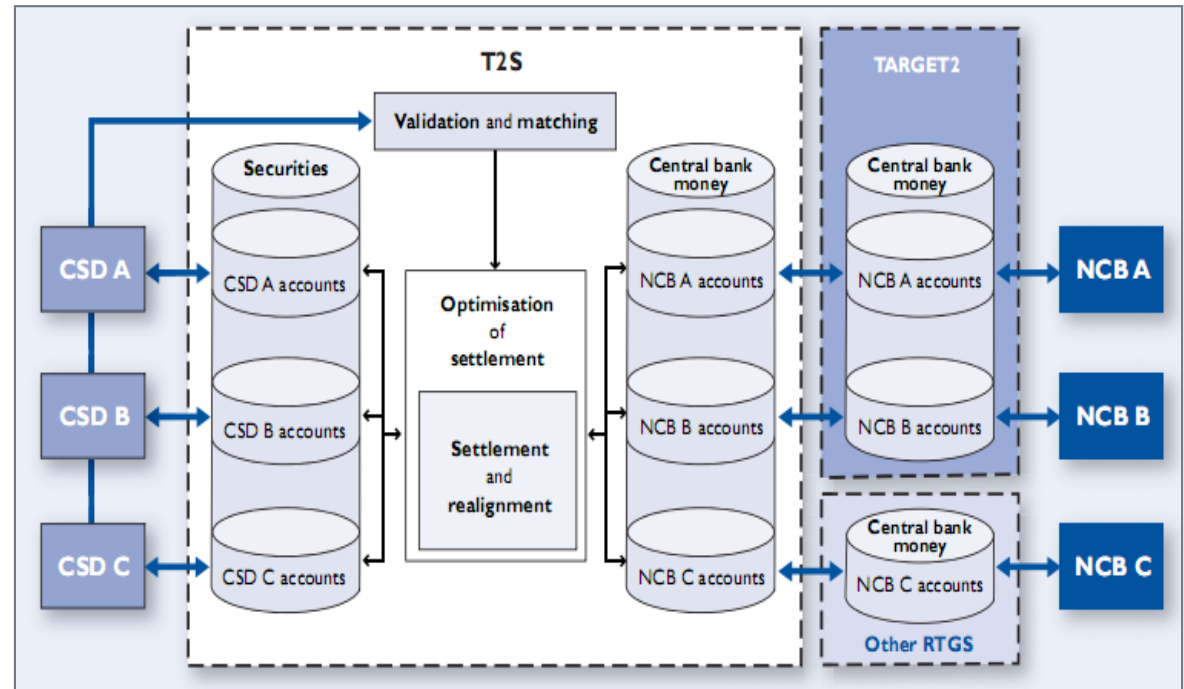 T2S
TARGET2
Validation and matching
Securities
Central bank
money
Central bank
money
CSD A
CSD A accounts
Optimisation
of
settlement
NCB A accounts
NCB A accounts
NCB A
CSD B
CSD B accounts
Settlement
and
realignment
NCB B accounts
NCB B accounts
NCB B
CSD C
CSD C accounts
NCB C accounts
Central bank
money
NCB C accounts
NCB C
Other RTGS